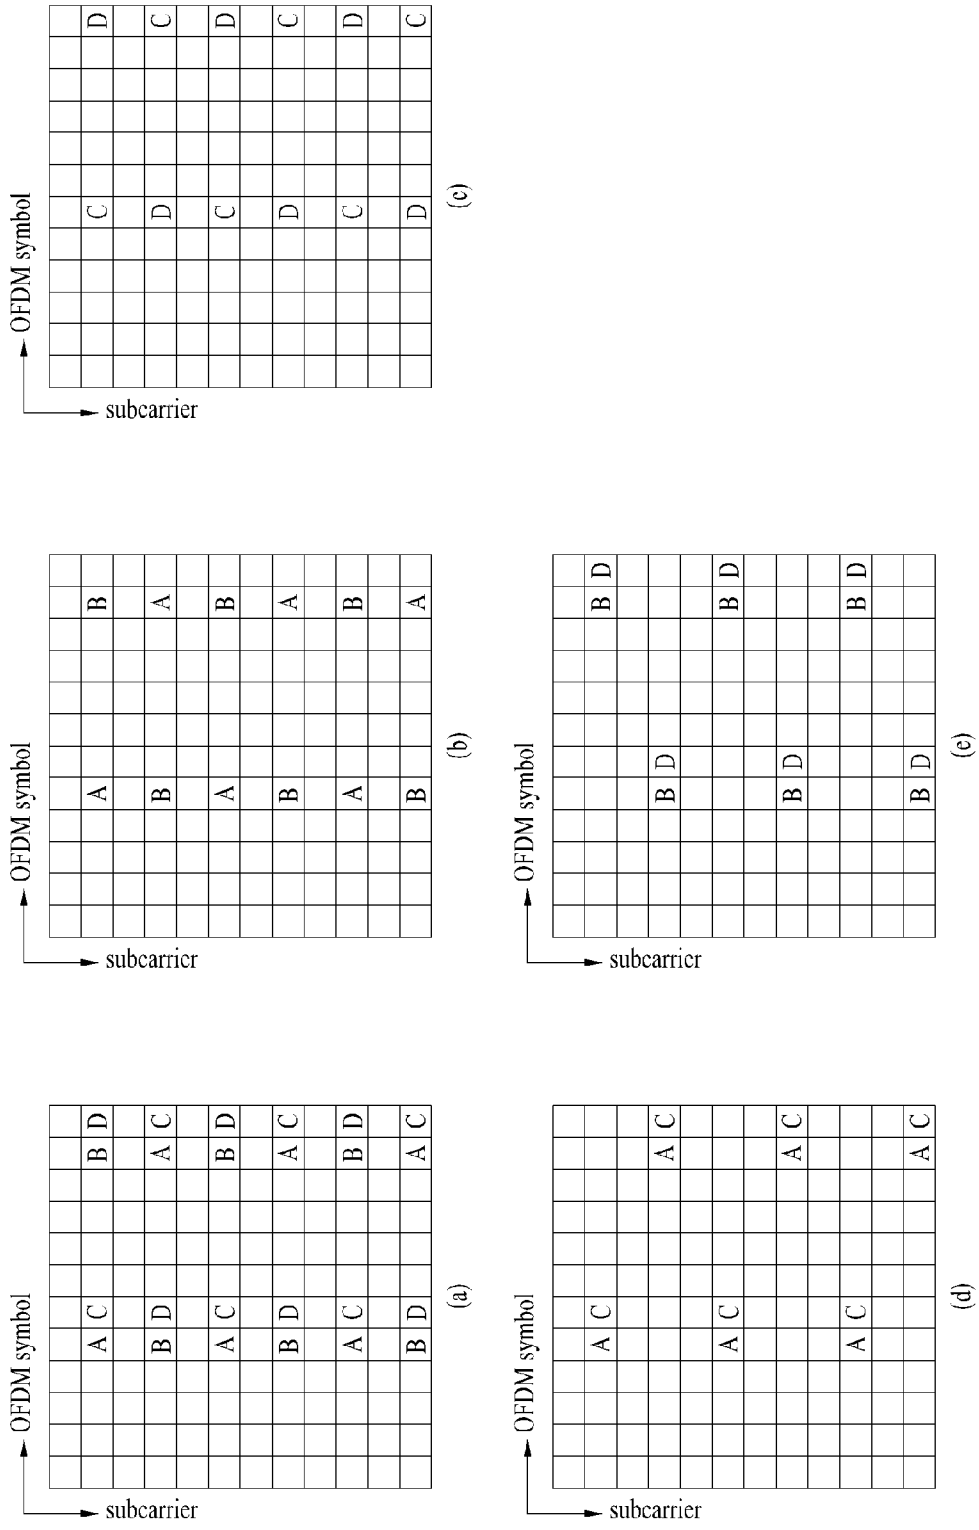 OFDM symbol
subcarrier
A C B D
B D A C
A C B D
B D A C
A C B D
B D A C
(a)
OFDM symbol
subcarrier
A B
B A
A B
B A
A B
B A
(b)
OFDM symbol
subcarrier
C D
D C
C D
D C
C D
D C
(c)
OFDM symbol
subcarrier
A C
A C
A C
A C
A C
A C
(d)
OFDM symbol
subcarrier
B D
B D
B D
B D
B D
B D
(e)